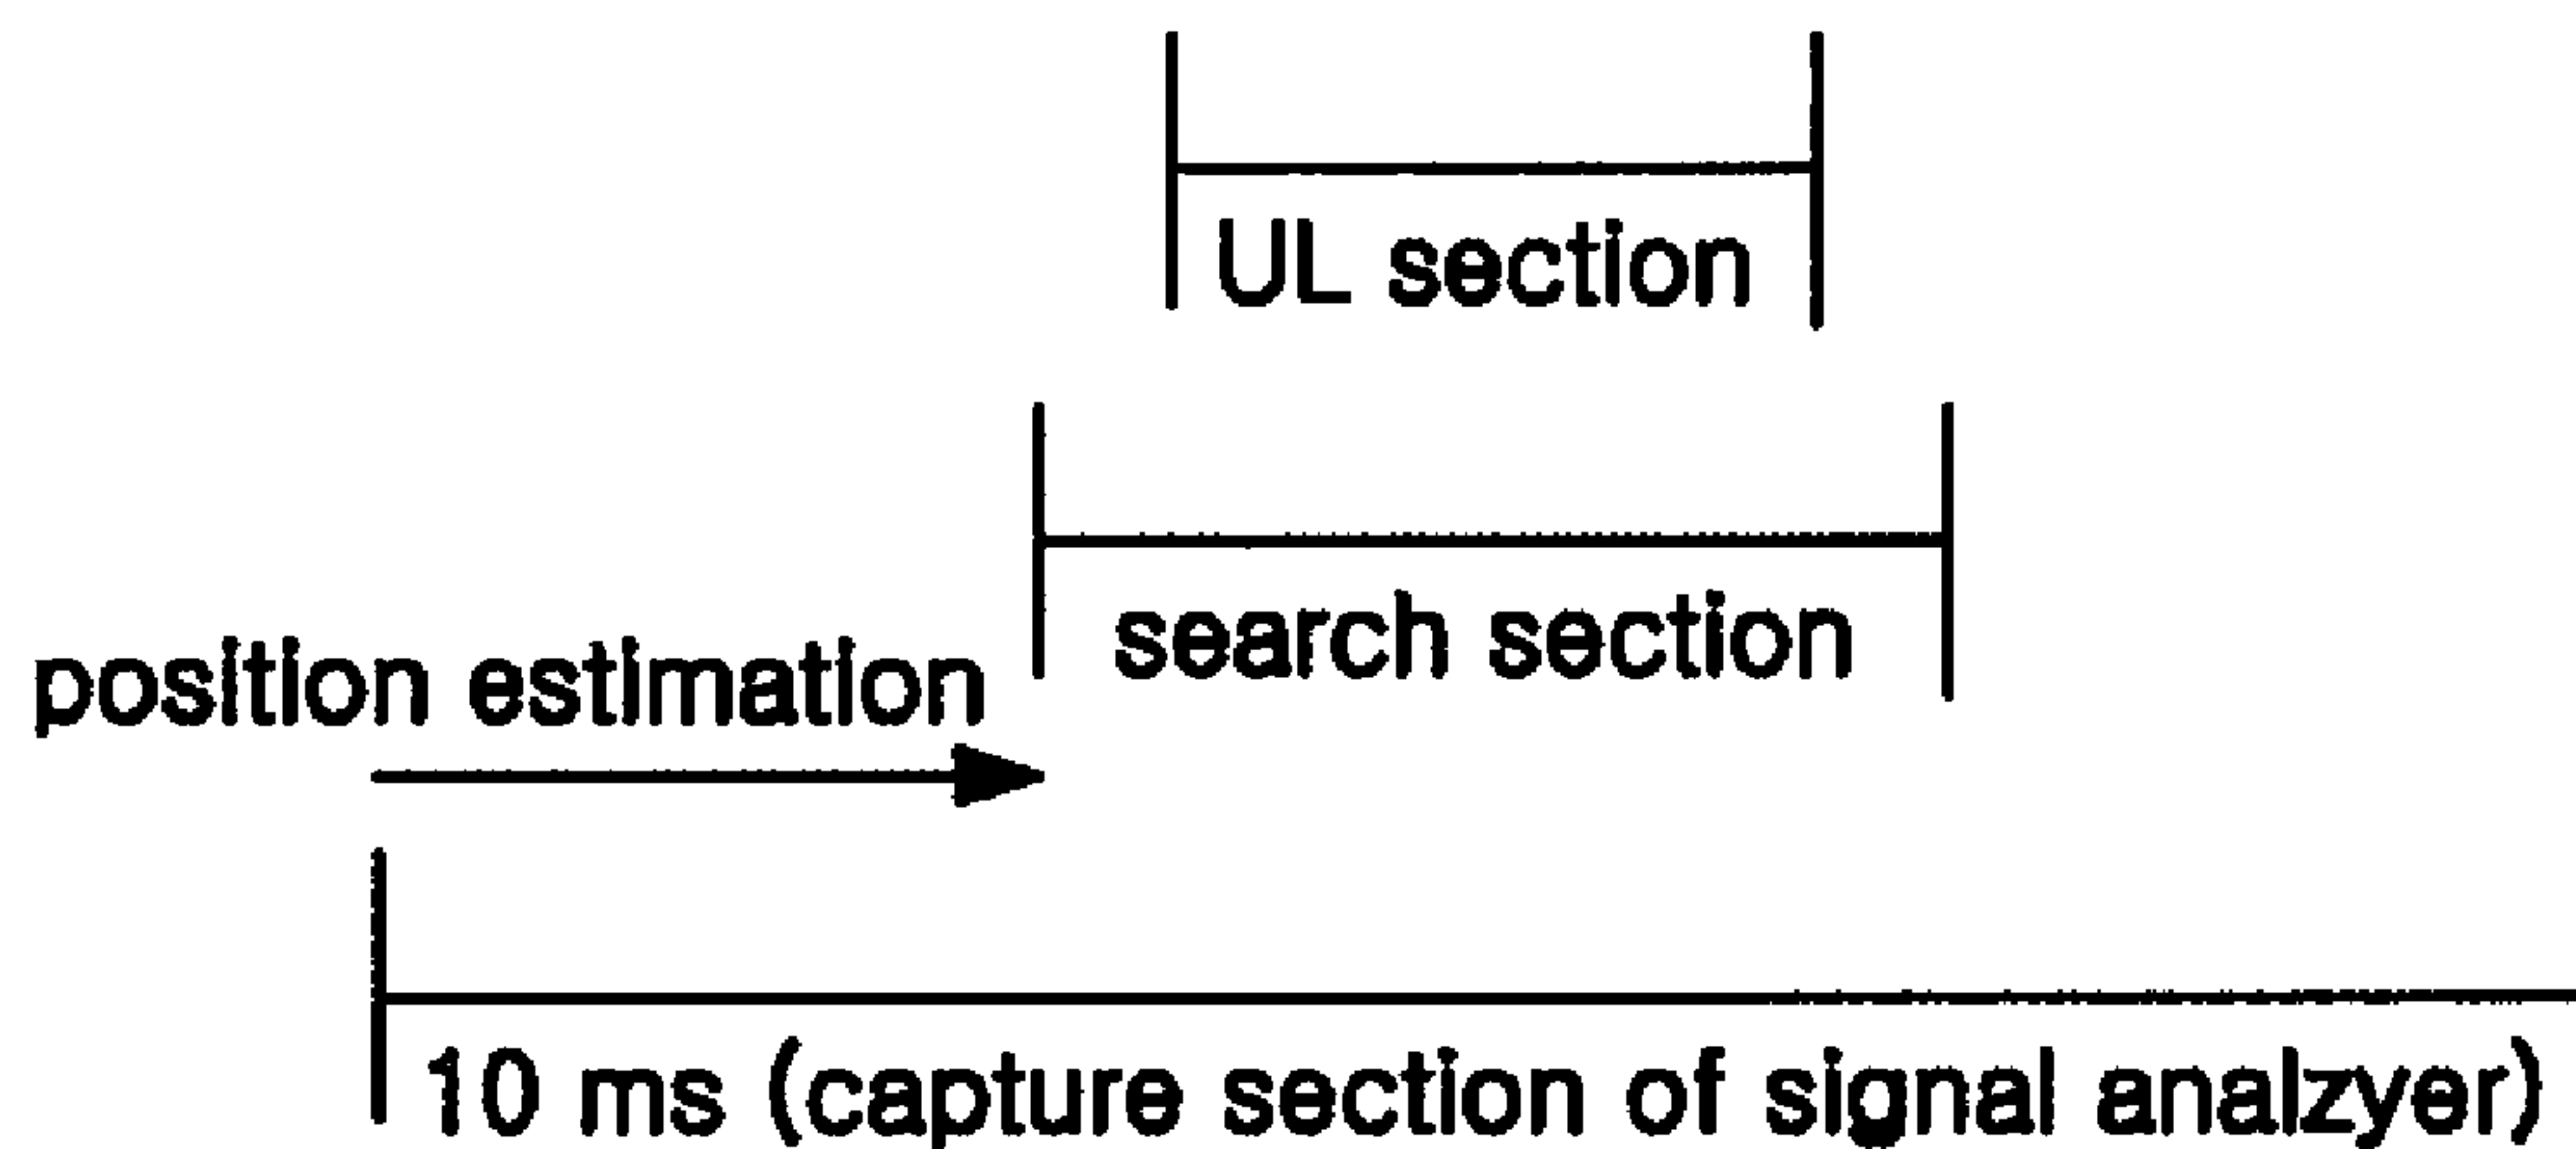 UL section
search section
position estimation
10 ms (capture section of signal analzyer)